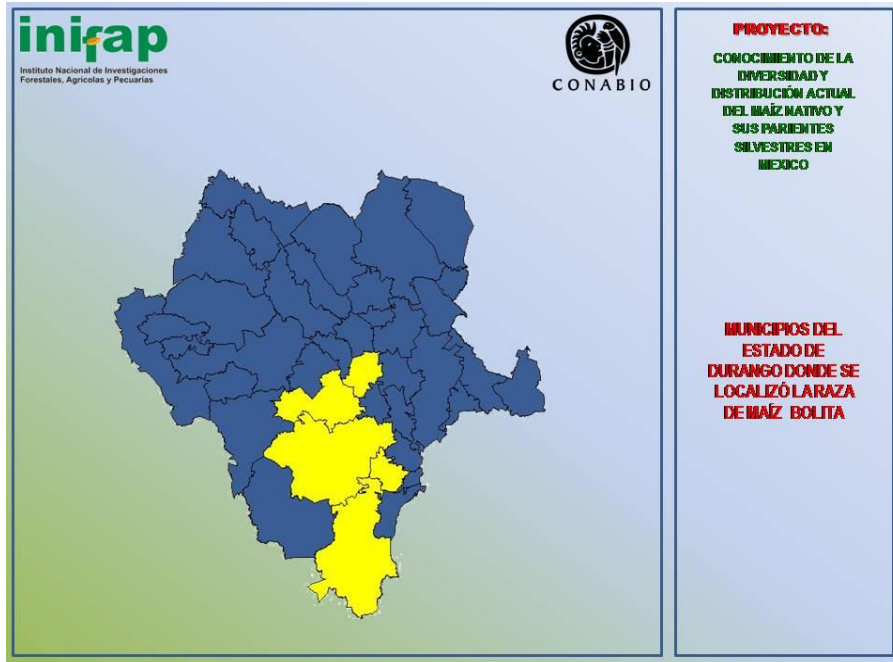 inifap
Instituto Nacional de Investigaciones
Forestales, Agrícolas y Pecuarias
CONABIO
PROYECTO:
CONOCIMIENTO DE LA
DIVERSIDAD Y
DISTRIBUCIÓN ACTUAL
DEL MAÍZ NATIVO Y
SUS PARIENTES
SILVESTRES EN
MEXICO
MUNICIPIOS DEL
ESTADO DE
DURANGO DONDE SE
LOCALIZÓ LA RAZA
DE MAÍZ BOLITA